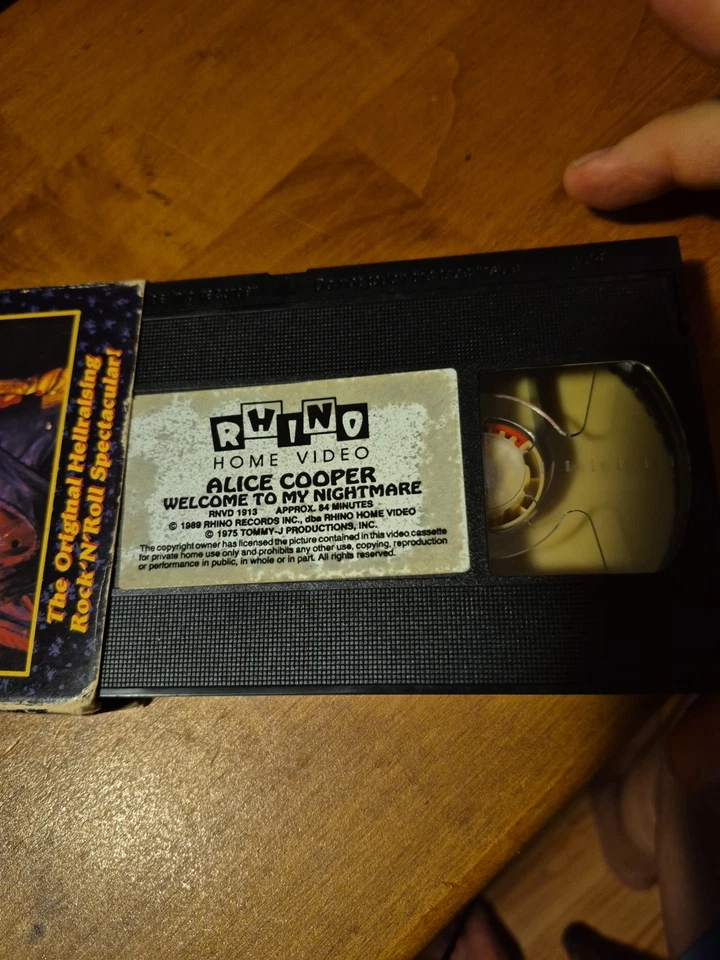 The Original Hellraising
Rock 'N' Roll Spectacular!
RHINO
HOME VIDEO
ALICE COOPER
WELCOME TO MY NIGHTMARE
RNVD 1913 APPROX. 84 MINUTES
© 1989 RHINO RECORDS INC., dba RHINO HOME VIDEO
© 1975 TOMMY-J PRODUCTIONS, INC.
The copyright owner has licensed the picture contained in this video cassette
for private home use only and prohibits any other use, copying, reproduction
or performance in public, in whole or in part. All rights reserved.